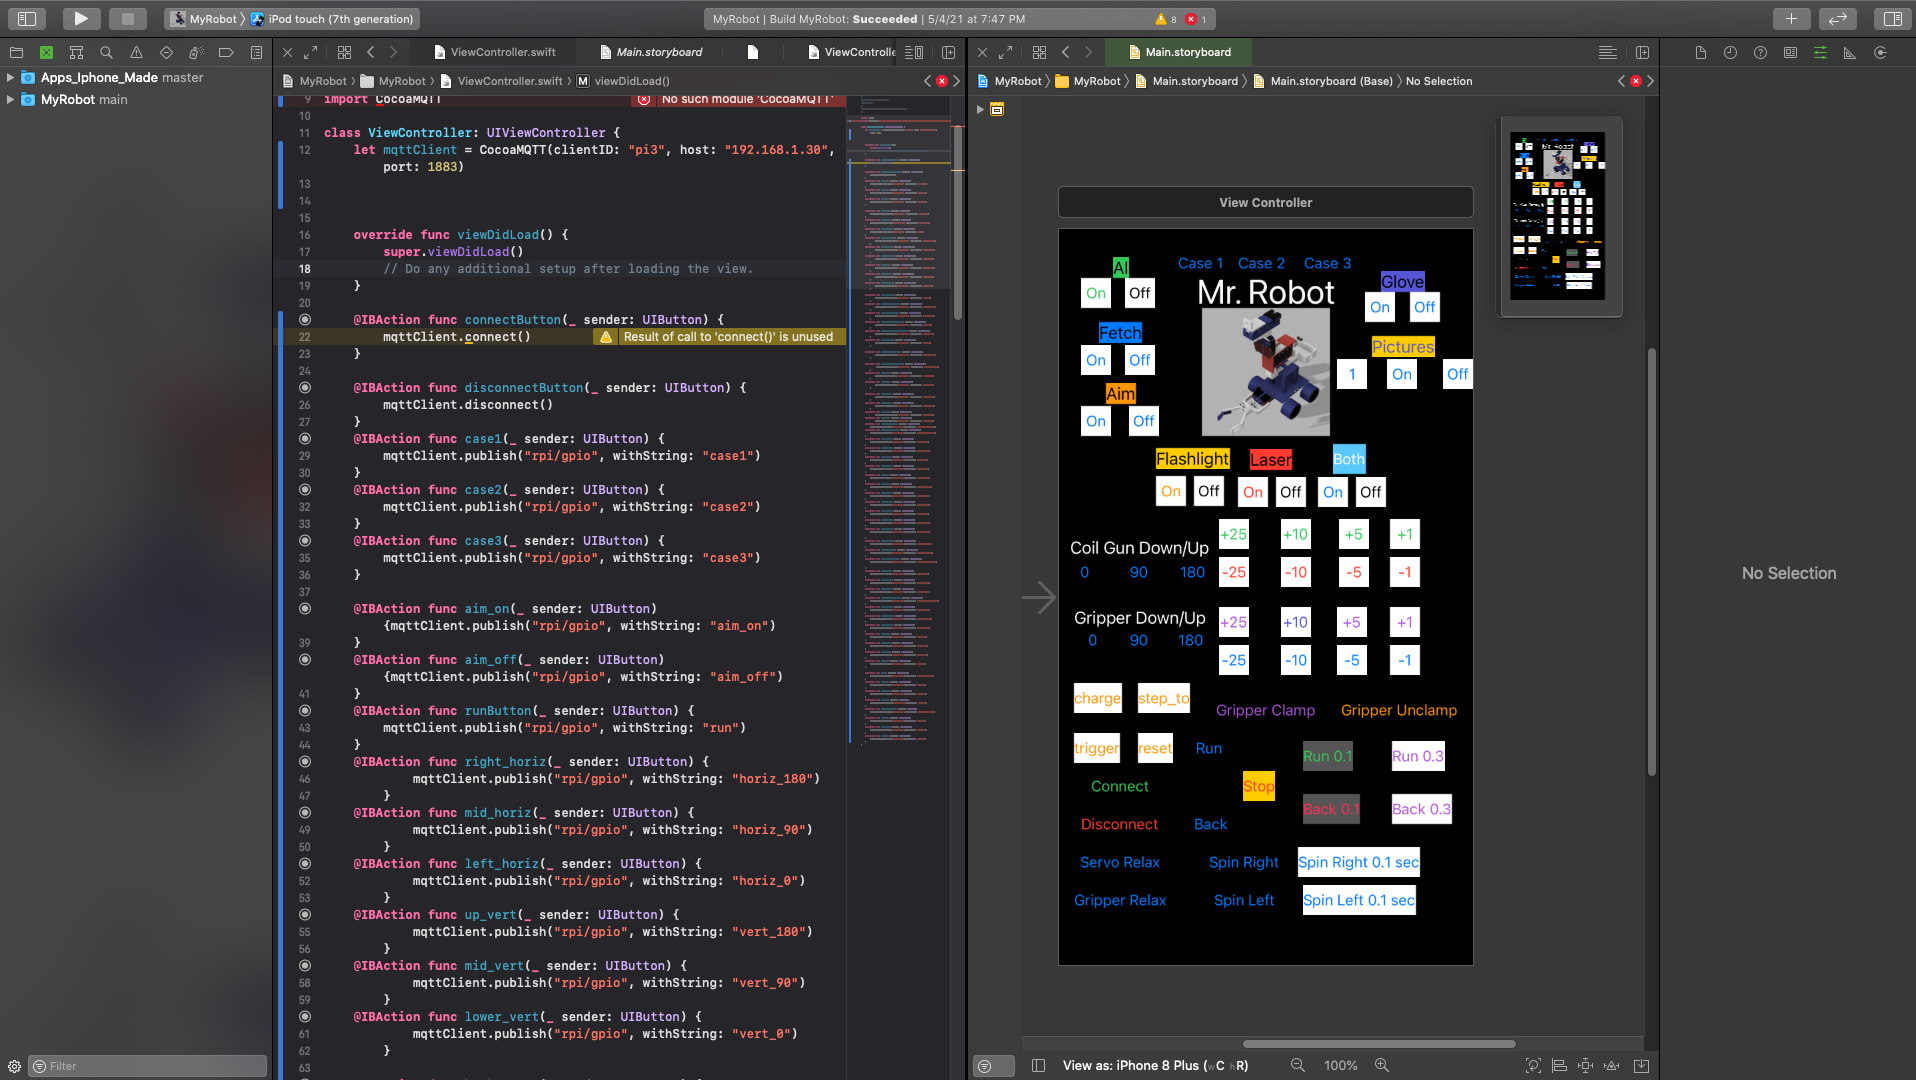 MyRobot 〉 iPod touch (7th generation)
MyRobot | Build MyRobot: Succeeded | 5/4/21 at 7:47 PM
8
1
ViewController.swift
Main.storyboard
ViewControlle
Main.storyboard
Apps_Iphone_Made master
MyRobot main
MyRobot 〉 MyRobot 〉 ViewController.swift 〉 M viewDidLoad()
MyRobot 〉 MyRobot 〉 Main.storyboard 〉 Main.storyboard (Base) 〉 No Selection
9 import CocoaMQTT
No such module 'CocoaMQTT'
10
11 class ViewController: UIViewController {
12 let mqttClient = CocoaMQTT(clientID: "pi3", host: "192.168.1.30",
port: 1883)
13
14
15
16 override func viewDidLoad() {
17 super.viewDidLoad()
18 // Do any additional setup after loading the view.
19 }
20
@IBAction func connectButton(_ sender: UIButton) {
22 mqttClient.connect()
Result of call to 'connect()' is unused
23 }
24
@IBAction func disconnectButton(_ sender: UIButton) {
26 mqttClient.disconnect()
27 }
@IBAction func case1(_ sender: UIButton) {
29 mqttClient.publish("rpi/gpio", withString: "case1")
30 }
@IBAction func case2(_ sender: UIButton) {
32 mqttClient.publish("rpi/gpio", withString: "case2")
33 }
@IBAction func case3(_ sender: UIButton) {
35 mqttClient.publish("rpi/gpio", withString: "case3")
36 }
37
@IBAction func aim_on(_ sender: UIButton)
{mqttClient.publish("rpi/gpio", withString: "aim_on")
39 }
@IBAction func aim_off(_ sender: UIButton)
{mqttClient.publish("rpi/gpio", withString: "aim_off")
41 }
@IBAction func runButton(_ sender: UIButton) {
43 mqttClient.publish("rpi/gpio", withString: "run")
44 }
@IBAction func right_horiz(_ sender: UIButton) {
46 mqttClient.publish("rpi/gpio", withString: "horiz_180")
47 }
@IBAction func mid_horiz(_ sender: UIButton) {
49 mqttClient.publish("rpi/gpio", withString: "horiz_90")
50 }
@IBAction func left_horiz(_ sender: UIButton) {
52 mqttClient.publish("rpi/gpio", withString: "horiz_0")
53 }
@IBAction func up_vert(_ sender: UIButton) {
55 mqttClient.publish("rpi/gpio", withString: "vert_180")
56 }
@IBAction func mid_vert(_ sender: UIButton) {
58 mqttClient.publish("rpi/gpio", withString: "vert_90")
59 }
@IBAction func lower_vert(_ sender: UIButton) {
61 mqttClient.publish("rpi/gpio", withString: "vert_0")
62 }
63
View Controller
Case 1 Case 2 Case 3
AI
On Off
Mr. Robot
Glove
On Off
Fetch
On Off
Pictures
1 On Off
Aim
On Off
Flashlight Laser Both
On Off On Off On Off
+25 +10 +5 +1
Coil Gun Down/Up
0 90 180 -25 -10 -5 -1
Gripper Down/Up
+25 +10 +5 +1
0 90 180
-25 -10 -5 -1
charge step_to
Gripper Clamp Gripper Unclamp
trigger reset Run Run 0.1 Run 0.3
Connect Stop
Back 0.1 Back 0.3
Disconnect Back
Servo Relax Spin Right Spin Right 0.1 sec
Gripper Relax Spin Left Spin Left 0.1 sec
No Selection
Filter
View as: iPhone 8 Plus (wC hR)
100%